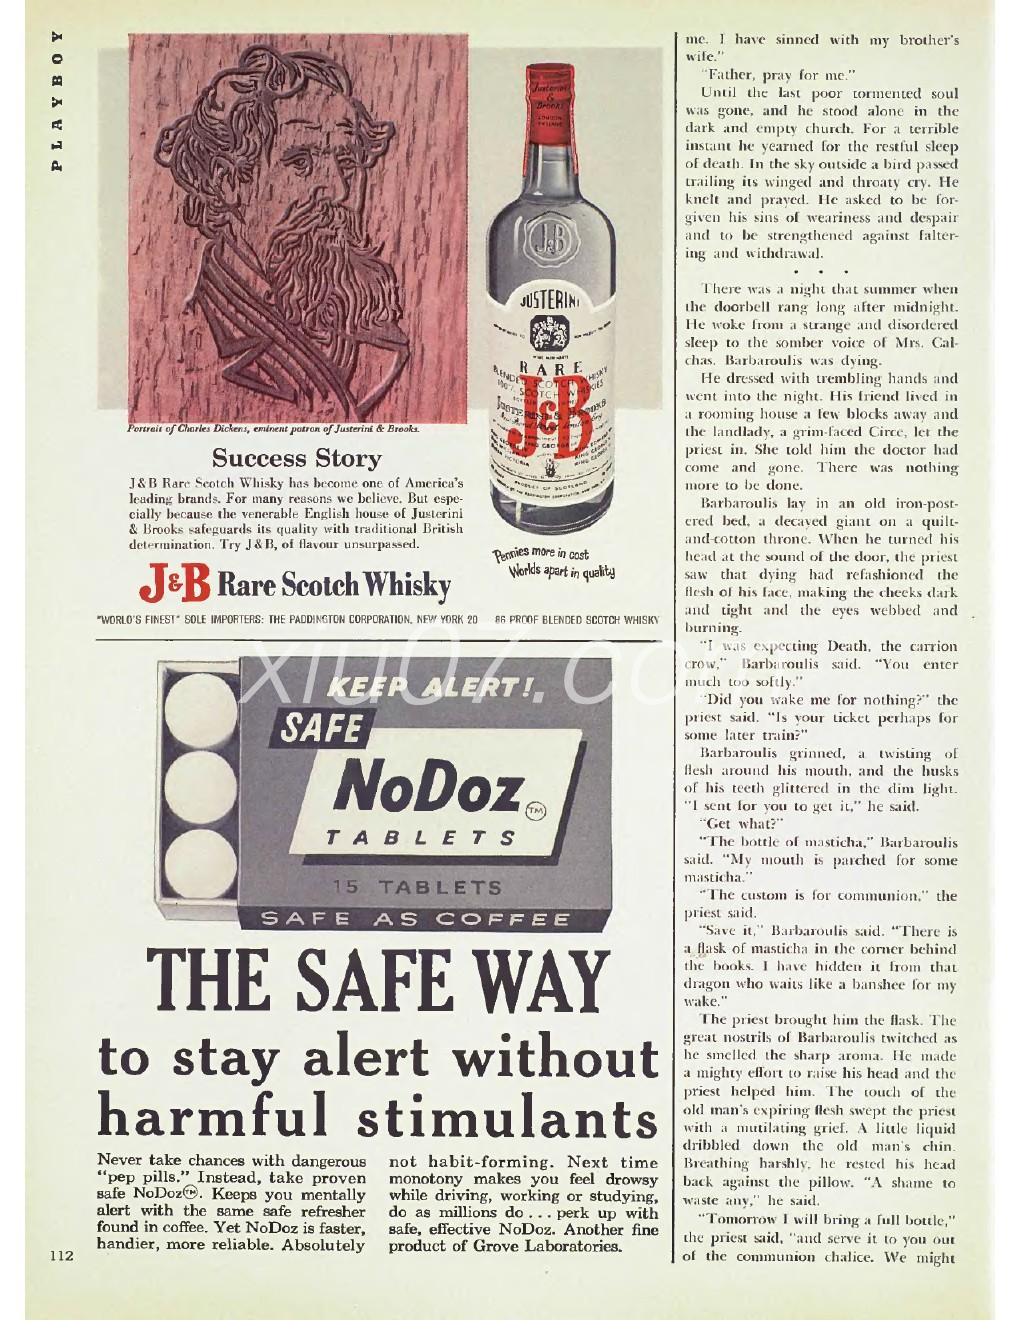 PLAYBOY
Portrait of Charles Dickens, eminent patron of Justerini & Brooks.
Success Story
J & B Rare Scotch Whisky has become one of America's
leading brands. For many reasons we believe. But espe-
cially because the venerable English house of Justerini
& Brooks safeguards its quality with traditional British
determination. Try J & B, of flavour unsurpassed.
J&B Rare Scotch Whisky
Justerini
&
Brooks
LONDON
ENGLAND
J&B
JUSTERINI
RARE
BLENDED SCOTCH WHISKY
100% SCOTCH WHISKIES
J&B
JUSTERINI & BROOKS
PRODUCT OF SCOTLAND
Pennies more in cost
Worlds apart in quality
"WORLD'S FINEST" SOLE IMPORTERS: THE PADDINGTON CORPORATION, NEW YORK 20 86 PROOF BLENDED SCOTCH WHISKY
KEEP ALERT!
SAFE
NoDoz TM
TABLETS
15 TABLETS
SAFE AS COFFEE
THE SAFE WAY
to stay alert without
harmful stimulants
Never take chances with dangerous
"pep pills." Instead, take proven
safe NoDoz®. Keeps you mentally
alert with the same safe refresher
found in coffee. Yet NoDoz is faster,
handier, more reliable. Absolutely
not habit-forming. Next time
monotony makes you feel drowsy
while driving, working or studying,
do as millions do . . . perk up with
safe, effective NoDoz. Another fine
product of Grove Laboratories.
112
me. I have sinned with my brother's
wife."
"Father, pray for me."
Until the last poor tormented soul
was gone, and he stood alone in the
dark and empty church. For a terrible
instant he yearned for the restful sleep
of death. In the sky outside a bird passed
trailing its winged and throaty cry. He
knelt and prayed. He asked to be for-
given his sins of weariness and despair
and to be strengthened against falter-
ing and withdrawal.
• • •
There was a night that summer when
the doorbell rang long after midnight.
He woke from a strange and disordered
sleep to the somber voice of Mrs. Cal-
chas. Barbaroulis was dying.
He dressed with trembling hands and
went into the night. His friend lived in
a rooming house a few blocks away and
the landlady, a grim-faced Circe, let the
priest in. She told him the doctor had
come and gone. There was nothing
more to be done.
Barbaroulis lay in an old iron-post-
ered bed, a decayed giant on a quilt-
and-cotton throne. When he turned his
head at the sound of the door, the priest
saw that dying had refashioned the
flesh of his face, making the cheeks dark
and tight and the eyes webbed and
burning.
"I was expecting Death, the carrion
crow," Barbaroulis said. "You enter
much too softly."
"Did you wake me for nothing?" the
priest said. "Is your ticket perhaps for
some later train?"
Barbaroulis grinned, a twisting of
flesh around his mouth, and the husks
of his teeth glittered in the dim light.
"I sent for you to get it," he said.
"Get what?"
"The bottle of masticha," Barbaroulis
said. "My mouth is parched for some
masticha."
"The custom is for communion," the
priest said.
"Save it," Barbaroulis said. "There is
a flask of masticha in the corner behind
the books. I have hidden it from that
dragon who waits like a banshee for my
wake."
The priest brought him the flask. The
great nostrils of Barbaroulis twitched as
he smelled the sharp aroma. He made
a mighty effort to raise his head and the
priest helped him. The touch of the
old man's expiring flesh swept the priest
with a mutilating grief. A little liquid
dribbled down the old man's chin.
Breathing harshly, he rested his head
back against the pillow. "A shame to
waste any," he said.
"Tomorrow I will bring a full bottle,"
the priest said, "and serve it to you out
of the communion chalice. We might
xiu07.com